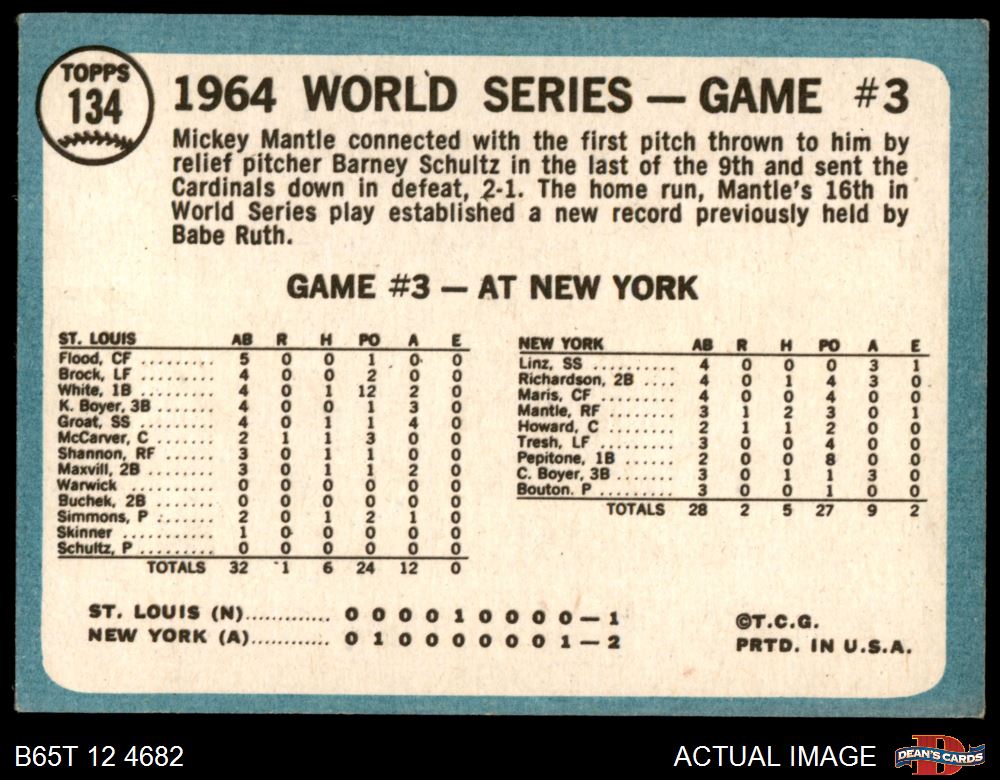 TOPPS
134
1964 WORLD SERIES — GAME #3
Mickey Mantle connected with the first pitch thrown to him by
relief pitcher Barney Schultz in the last of the 9th and sent the
Cardinals down in defeat, 2-1. The home run, Mantle's 16th in
World Series play established a new record previously held by
Babe Ruth.
GAME #3 — AT NEW YORK
ST. LOUIS AB R H PO A E
Flood, CF ......... 5 0 0 1 0 0
Brock, LF ......... 4 0 0 2 0 0
White, 1B ......... 4 0 1 12 2 0
K. Boyer, 3B ........ 4 0 0 1 3 0
Groat, SS ......... 4 0 1 1 4 0
McCarver, C ........ 2 1 1 3 0 0
Shannon, RF ........ 3 0 1 1 0 0
Maxvill, 2B ........ 3 0 1 1 2 0
Warwick ......... 0 0 0 0 0 0
Buchek, 2B ........ 0 0 0 0 0 0
Simmons, P ....... 2 0 1 2 1 0
Skinner .......... 1 0 0 0 0 0
Schultz, P ......... 0 0 0 0 0 0
TOTALS 32 1 6 24 12 0
NEW YORK AB R H PO A E
Linz, SS .......... 4 0 0 0 3 1
Richardson, 2B .... 4 0 1 4 3 0
Maris, CF ......... 4 0 0 4 0 0
Mantle, RF ........ 3 1 2 3 0 1
Howard, C ........ 2 1 1 2 0 0
Tresh, LF ......... 3 0 0 4 0 0
Pepitone, 1B ...... 2 0 0 8 0 0
C. Boyer, 3B ....... 3 0 1 1 3 0
Bouton. P ......... 3 0 0 1 0 0
TOTALS 28 2 5 27 9 2
ST. LOUIS (N)............. 0 0 0 0 1 0 0 0 0 — 1
NEW YORK (A)............ 0 1 0 0 0 0 0 0 1 — 2
©T.C.G.
PRTD. IN U.S.A.
B65T 12 4682
ACTUAL IMAGE
D
DEAN'S CARDS